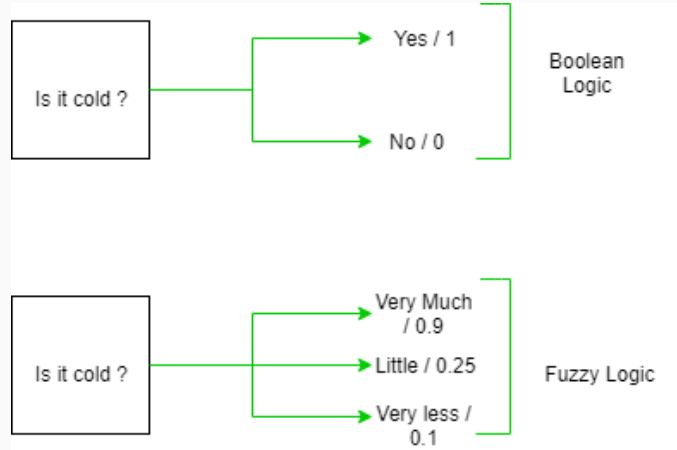 Is it cold ?
Yes / 1
No / 0
Boolean
Logic
Is it cold ?
Very Much
/ 0.9
Little / 0.25
Very less /
0.1
Fuzzy Logic